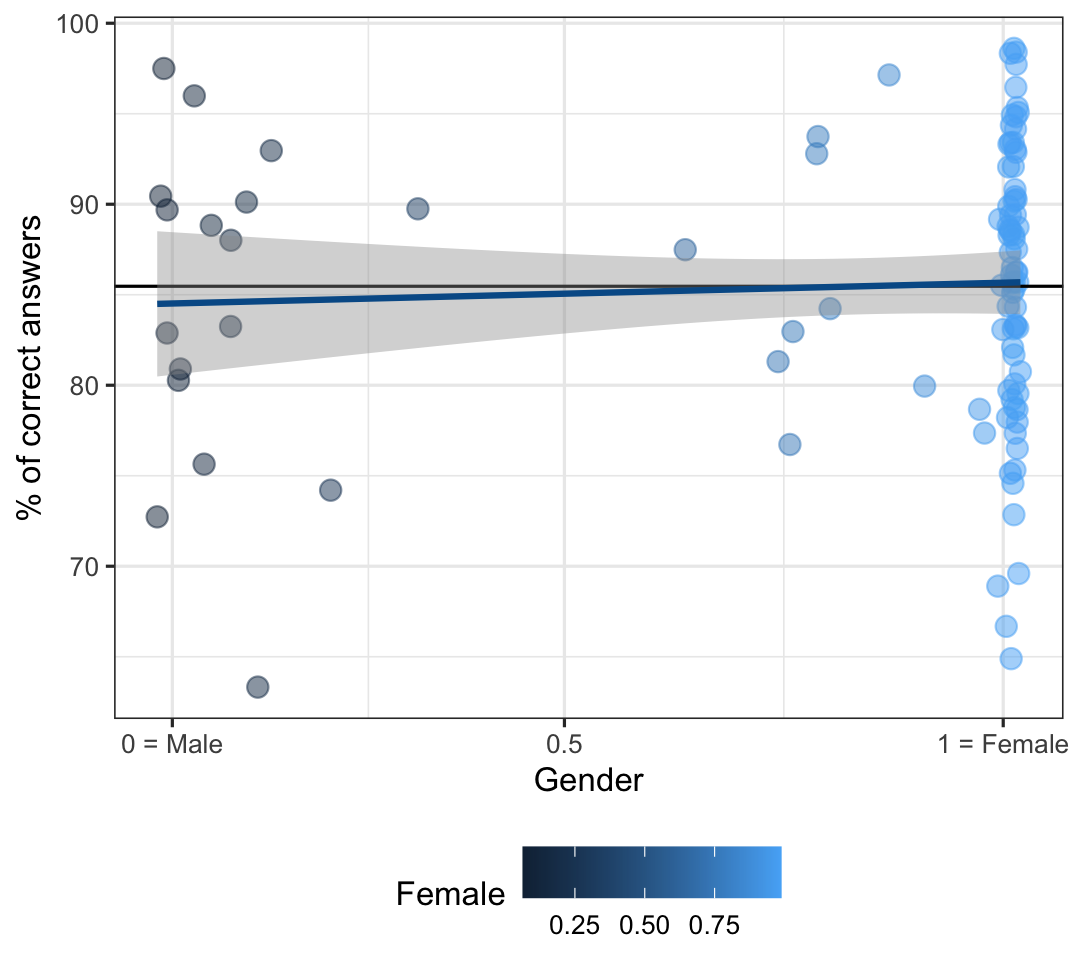 100
90
80
70
% of correct answers
0 = Male
0.5
1 = Female
Gender
Female
0.25 0.50 0.75